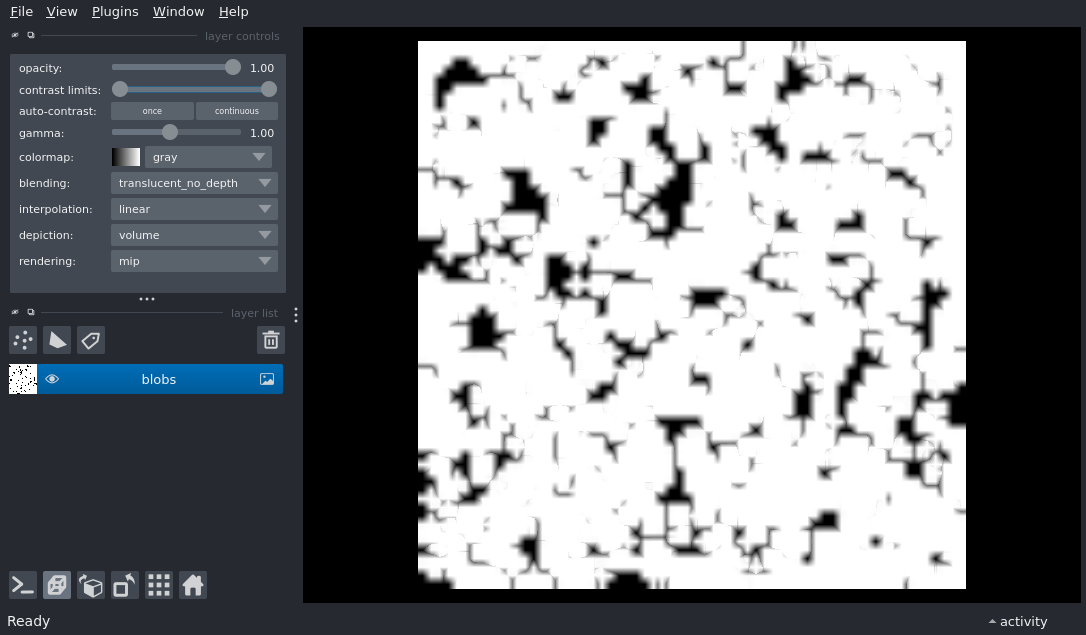 File View Plugins Window Help
layer controls
opacity: 1.00
contrast limits:
auto-contrast: once continuous
gamma: 1.00
colormap: gray
blending: translucent_no_depth
interpolation: linear
depiction: volume
rendering: mip
layer list
blobs
Ready activity